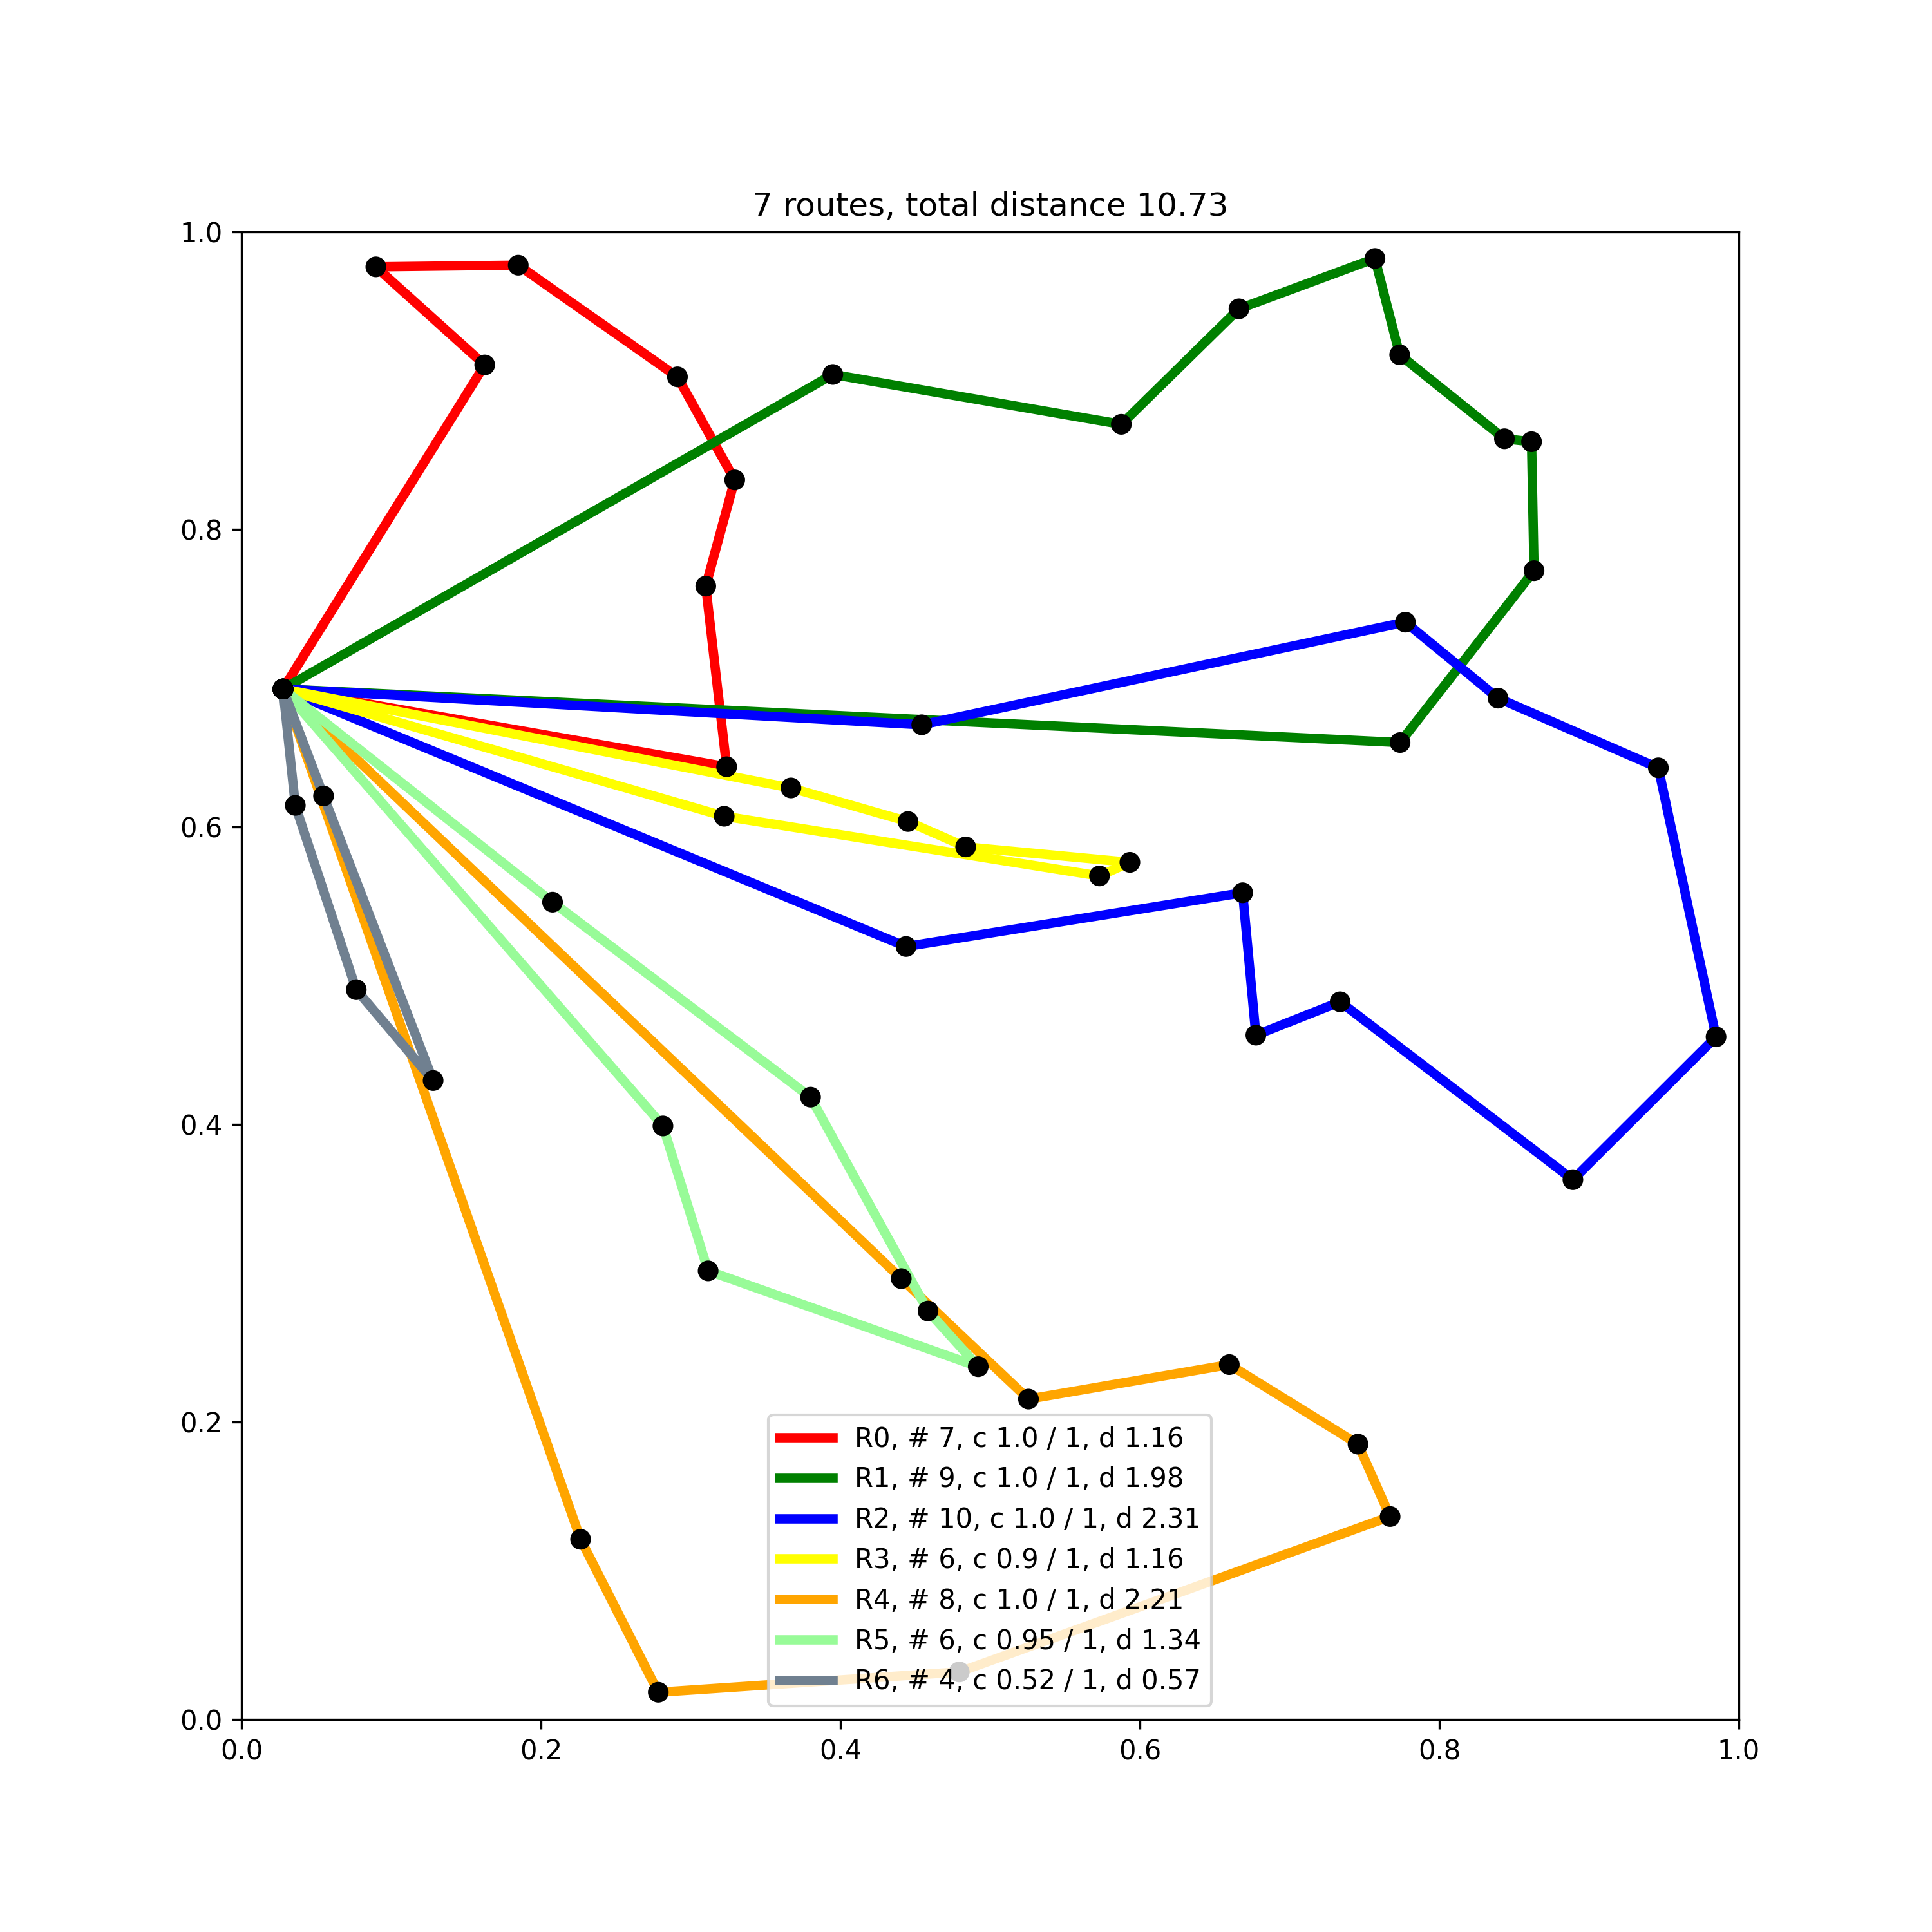 7 routes, total distance 10.73
1.0
0.8
0.6
0.4
0.2
0.0
R0, # 7, c 1.0 / 1, d 1.16
R1, # 9, c 1.0 / 1, d 1.98
R2, # 10, c 1.0 / 1, d 2.31
R3, # 6, c 0.9 / 1, d 1.16
R4, # 8, c 1.0 / 1, d 2.21
R5, # 6, c 0.95 / 1, d 1.34
R6, # 4, c 0.52 / 1, d 0.57
0.0 0.2 0.4 0.6 0.8 1.0